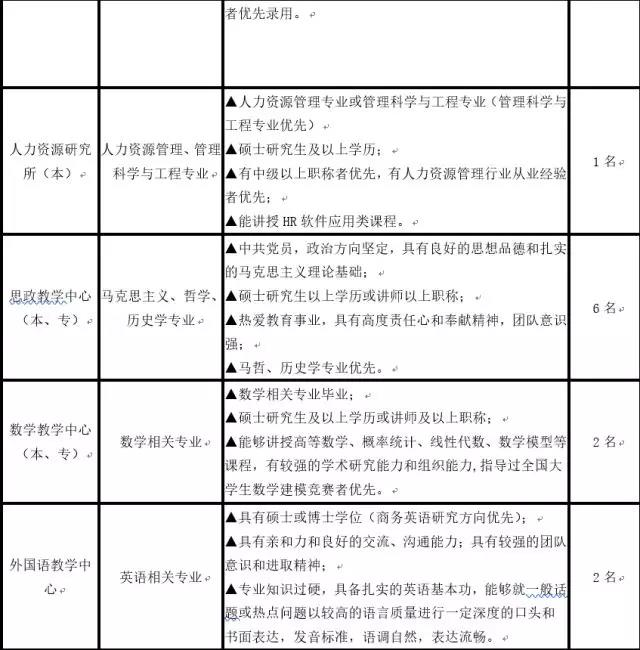 者优先录用。
人力资源研究
所（本）
人力资源管理、管理
科学与工程专业
▲人力资源管理专业或管理科学与工程专业（管理科学与
工程专业优先）
▲硕士研究生及以上学历；
▲有中级以上职称者优先，有人力资源管理行业从业经验
者优先；
▲能讲授 HR 软件应用类课程。
1 名
思政教学中心
（本、专）
马克思主义、哲学、
历史学专业
▲中共党员，政治方向坚定，具有良好的思想品德和扎实
的马克思主义理论基础；
▲硕士研究生以上学历或讲师以上职称；
▲热爱教育事业，具有高度责任心和奉献精神，团队意识
强；
▲马哲、历史学专业优先。
6 名
数学教学中心
（本、专）
数学相关专业
▲数学相关专业毕业；
▲硕士研究生及以上学历或讲师及以上职称；
▲能够讲授高等数学、概率统计、线性代数、数学模型等
课程，有较强的学术研究能力和组织能力,指导过全国大
学生数学建模竞赛者优先。
2 名
外国语教学中
心
英语相关专业
▲具有硕士或博士学位（商务英语研究方向优先）；
▲具有亲和力和良好的交流、沟通能力；具有较强的团队
意识和进取精神；
▲专业知识过硬，具备扎实的英语基本功，能够就一般话
题或热点问题以较高的语言质量进行一定深度的口头和
书面表达，发音标准，语调自然，表达流畅。
2 名